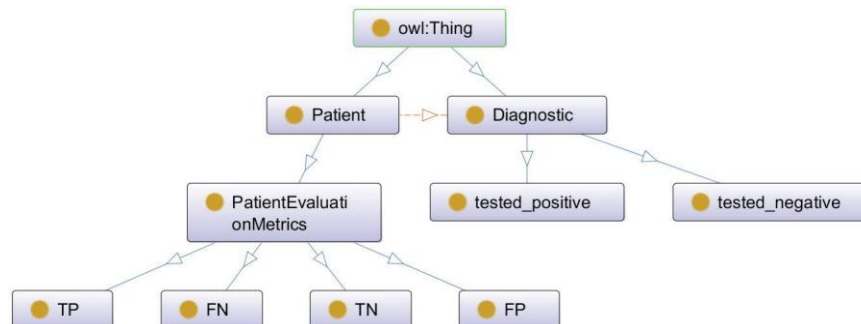 owl:Thing
Patient
Diagnostic
PatientEvaluati
onMetrics
tested_positive
tested_negative
TP
FN
TN
FP